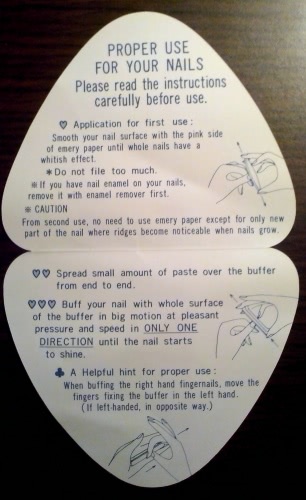 PROPER USE
FOR YOUR NAILS
Please read the instructions
carefully before use.
♡ Application for first use:
Smooth your nail surface with the pink side
of emery paper until whole nails have a
whitish effect.
＊Do not file too much.
※If you have nail enamel on your nails,
remove it with enamel remover first.
※ CAUTION
From second use, no need to use emery paper except for only new
part of the nail where ridges become noticeable when nails grow.
♡♡ Spread small amount of paste over the buffer
from end to end.
♡♡♡ Buff your nail with whole surface
of the buffer in big motion at pleasant
pressure and speed in ONLY ONE
DIRECTION until the nail starts
to shine.
♣ A Helpful hint for proper use:
When buffing the right hand fingernails, move the
fingers fixing the buffer in the left hand.
(If left-handed, in opposite way.)